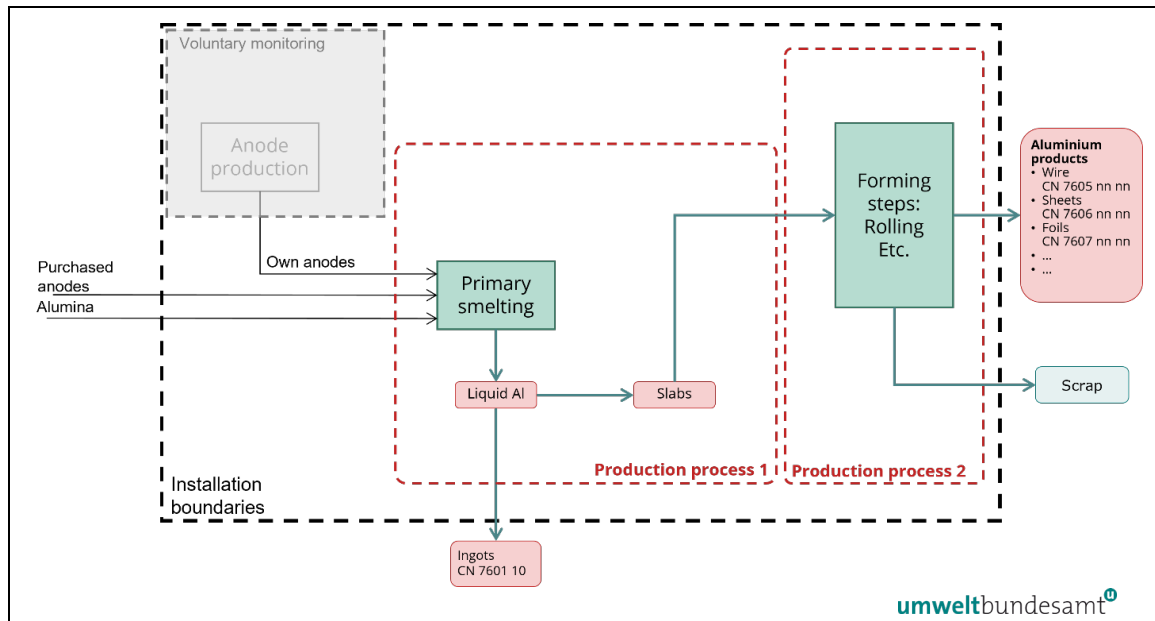 Voluntary monitoring
Anode
production
Own anodes
Purchased
anodes
Alumina
Primary
smelting
Liquid Al
Slabs
Production process 1
Forming
steps:
Rolling
Etc.
Production process 2
Aluminium
products
• Wire
CN 7605 nn nn
• Sheets
CN 7606 nn nn
• Foils
CN 7607 nn nn
• ...
• ...
Scrap
Installation
boundaries
Ingots
CN 7601 10
umweltbundesamt
u